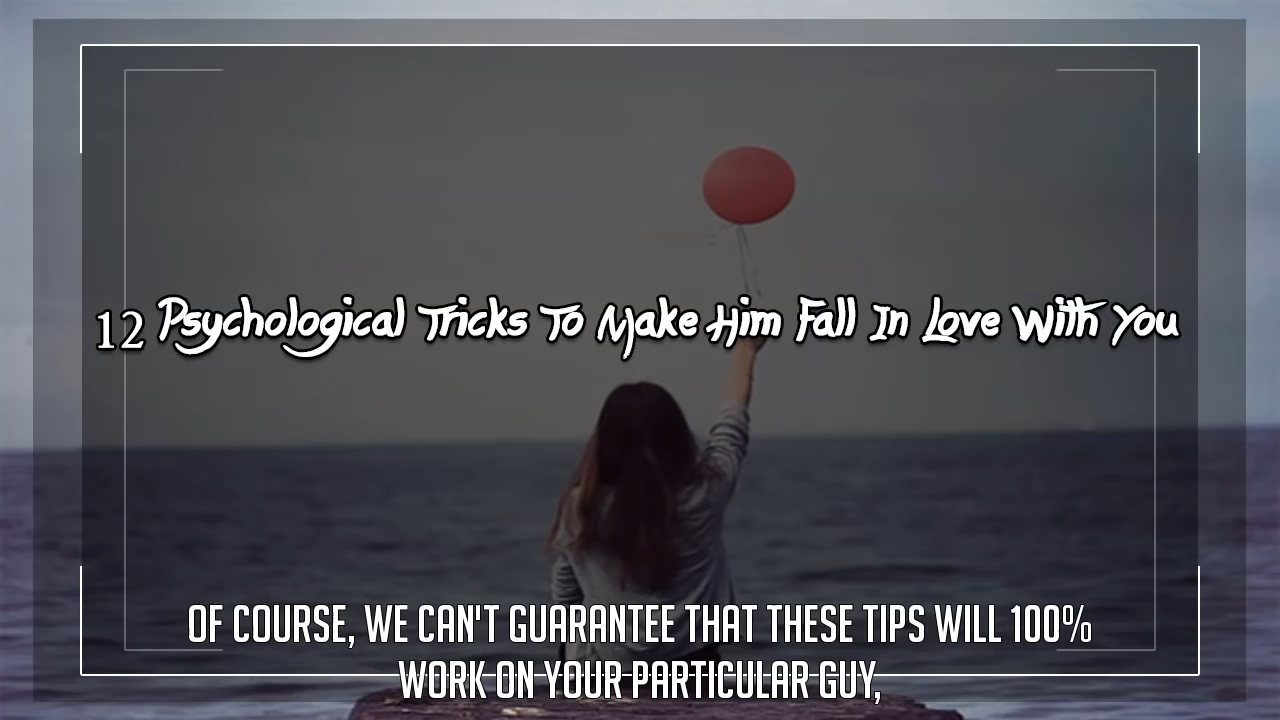 12 Psychological Tricks To Make Him Fall In Love With You
OF COURSE, WE CAN'T GUARANTEE THAT THESE TIPS WILL 100%
WORK ON YOUR PARTICULAR GUY,